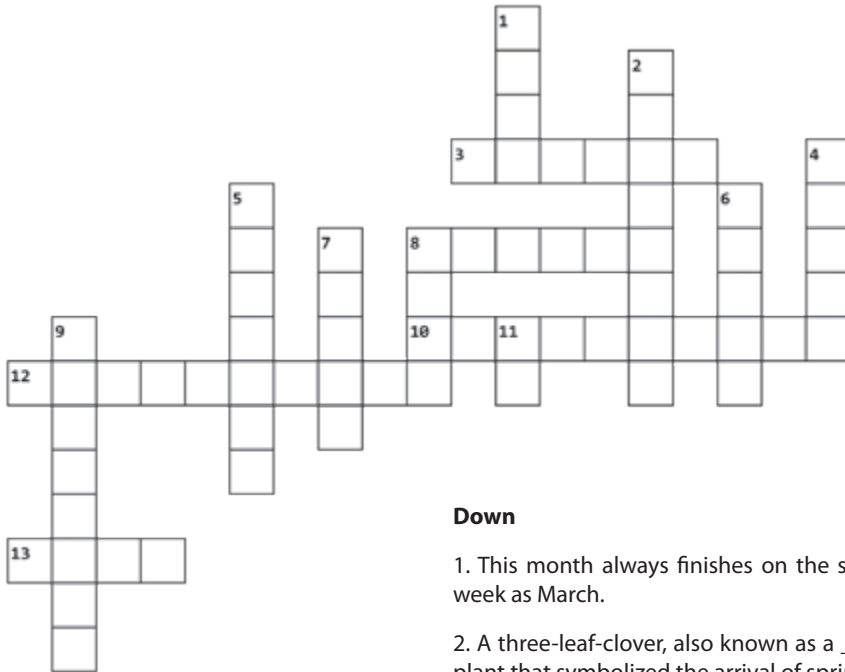 1
2
3
4
5
6
7
8
9
10
11
12
13
Down
1. This month always finishes on the s
week as March.
2. A three-leaf-clover, also known as a _
plant that symbolized the arrival of sprin